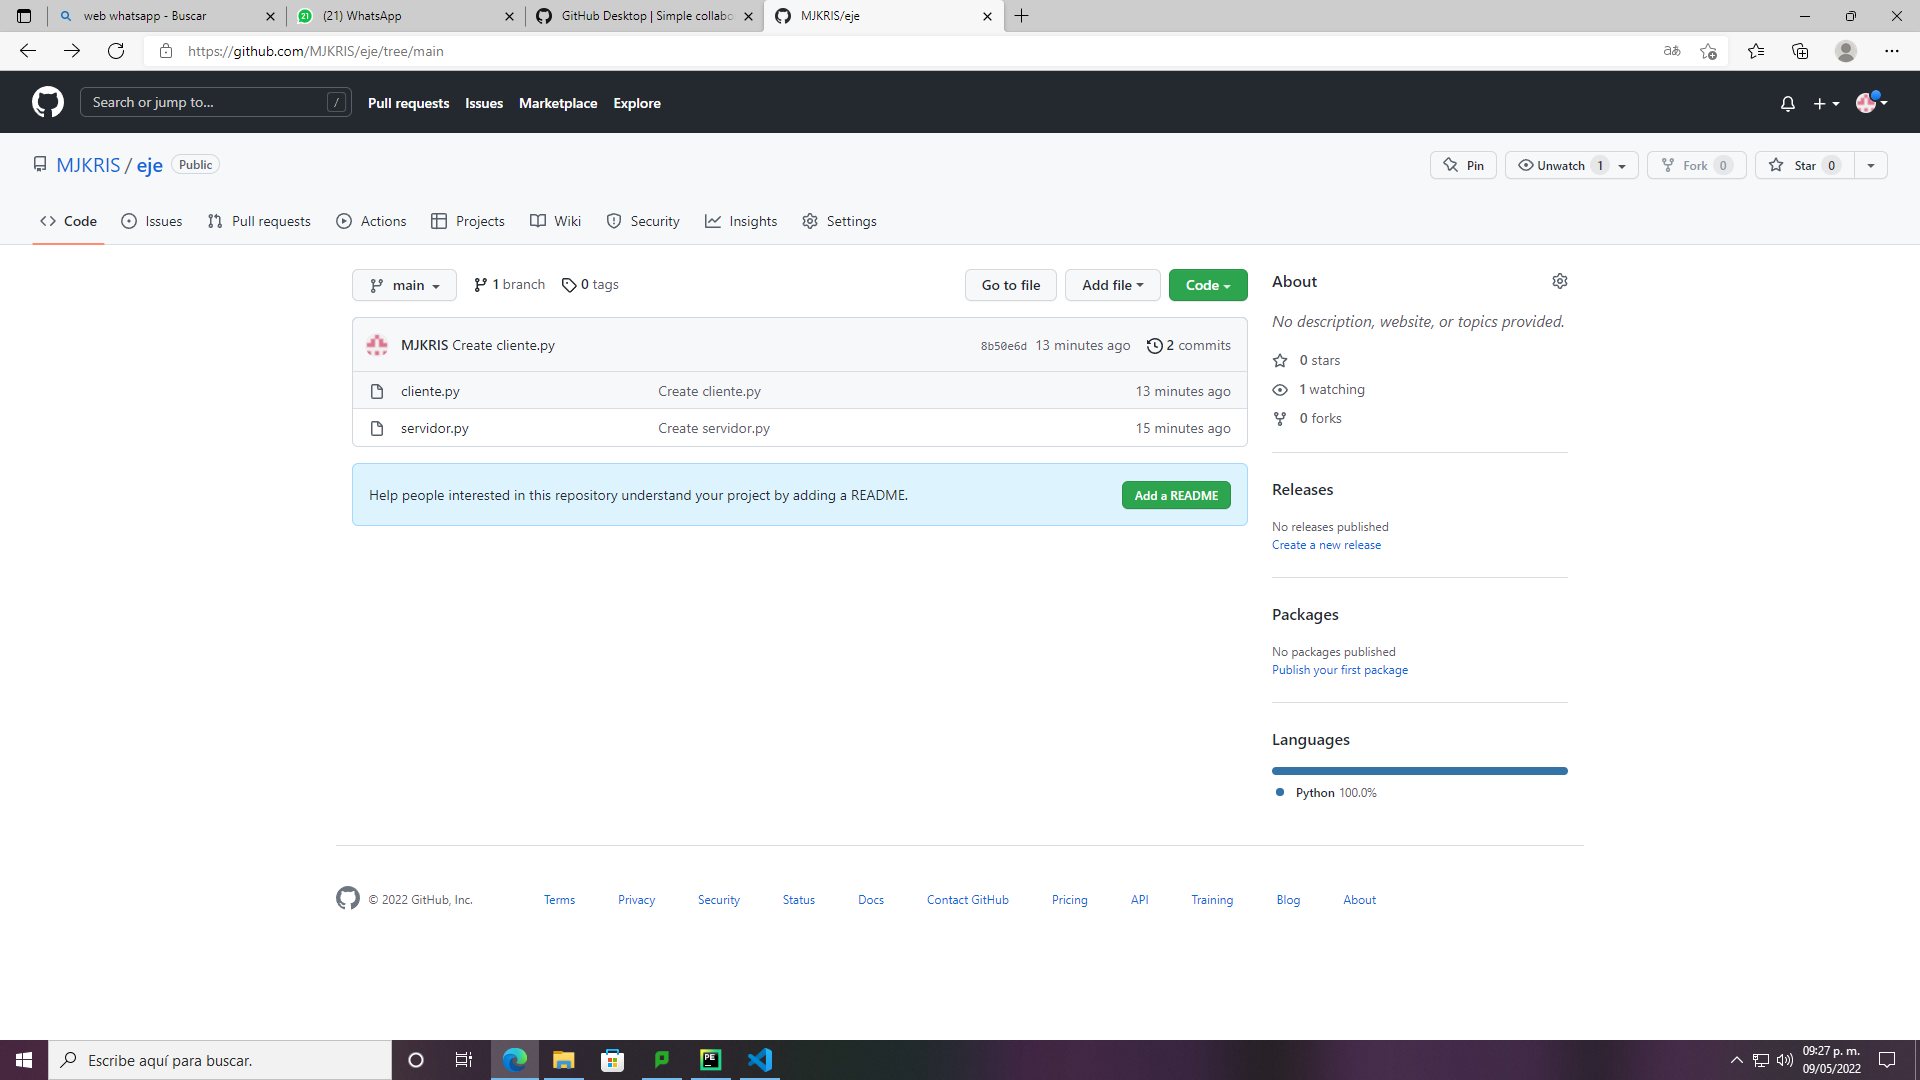 web whatsapp - Buscar
(21) WhatsApp
GitHub Desktop | Simple collabo
MJKRIS/eje
https://github.com/MJKRIS/eje/tree/main
Search or jump to... /
Pull requests Issues Marketplace Explore
MJKRIS / eje Public
Pin Unwatch 1 Fork 0 Star 0
Code Issues Pull requests Actions Projects Wiki Security Insights Settings
main 1 branch 0 tags Go to file Add file Code
MJKRIS Create cliente.py 8b50e6d 13 minutes ago 2 commits
cliente.py Create cliente.py 13 minutes ago
servidor.py Create servidor.py 15 minutes ago
Help people interested in this repository understand your project by adding a README. Add a README
About
No description, website, or topics provided.
0 stars
1 watching
0 forks
Releases
No releases published
Create a new release
Packages
No packages published
Publish your first package
Languages
Python 100.0%
© 2022 GitHub, Inc. Terms Privacy Security Status Docs Contact GitHub Pricing API Training Blog About
Escribe aquí para buscar.
09:27 p. m.
09/05/2022